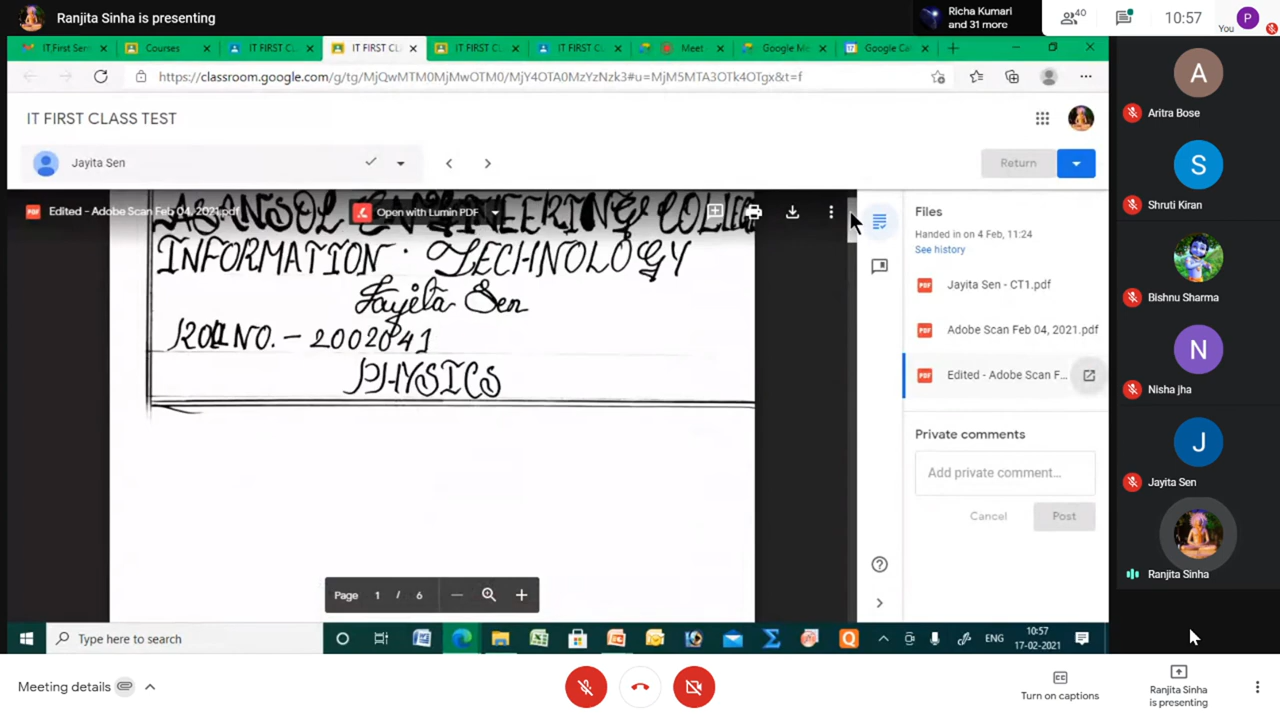 Ranjita Sinha is presenting
Richa Kumari
and 31 more
40
10:57
You
P
IT,First Sem
Courses
IT FIRST CL
IT FIRST CL
IT FIRST CL
IT FIRST CL
Meet
Google Me
Google Cal
https://classroom.google.com/g/tg/MjQwMTM0MjMwOTM0/MjY4OTA0MzYzNzk3#u=MjM5MTA3OTk4OTgx&t=f
IT FIRST CLASS TEST
Jayita Sen
Return
Edited - Adobe Scan Feb 04, 2021.pdf
Open with Lumin PDF
ASANSOL ENGINEERING COLLE
INFORMATION TECHNOLOGY
Jayita Sen
ROLL NO. - 2002041
PHYSICS
Page 1 / 6
Files
Handed in on 4 Feb, 11:24
See history
PDF Jayita Sen - CT1.pdf
PDF Adobe Scan Feb 04, 2021.pdf
PDF Edited - Adobe Scan F...
Private comments
Add private comment...
Cancel Post
A
Aritra Bose
S
Shruti Kiran
Bishnu Sharma
N
Nisha jha
J
Jayita Sen
Ranjita Sinha
Type here to search
ENG
10:57
17-02-2021
Meeting details
Turn on captions
Ranjita Sinha
is presenting